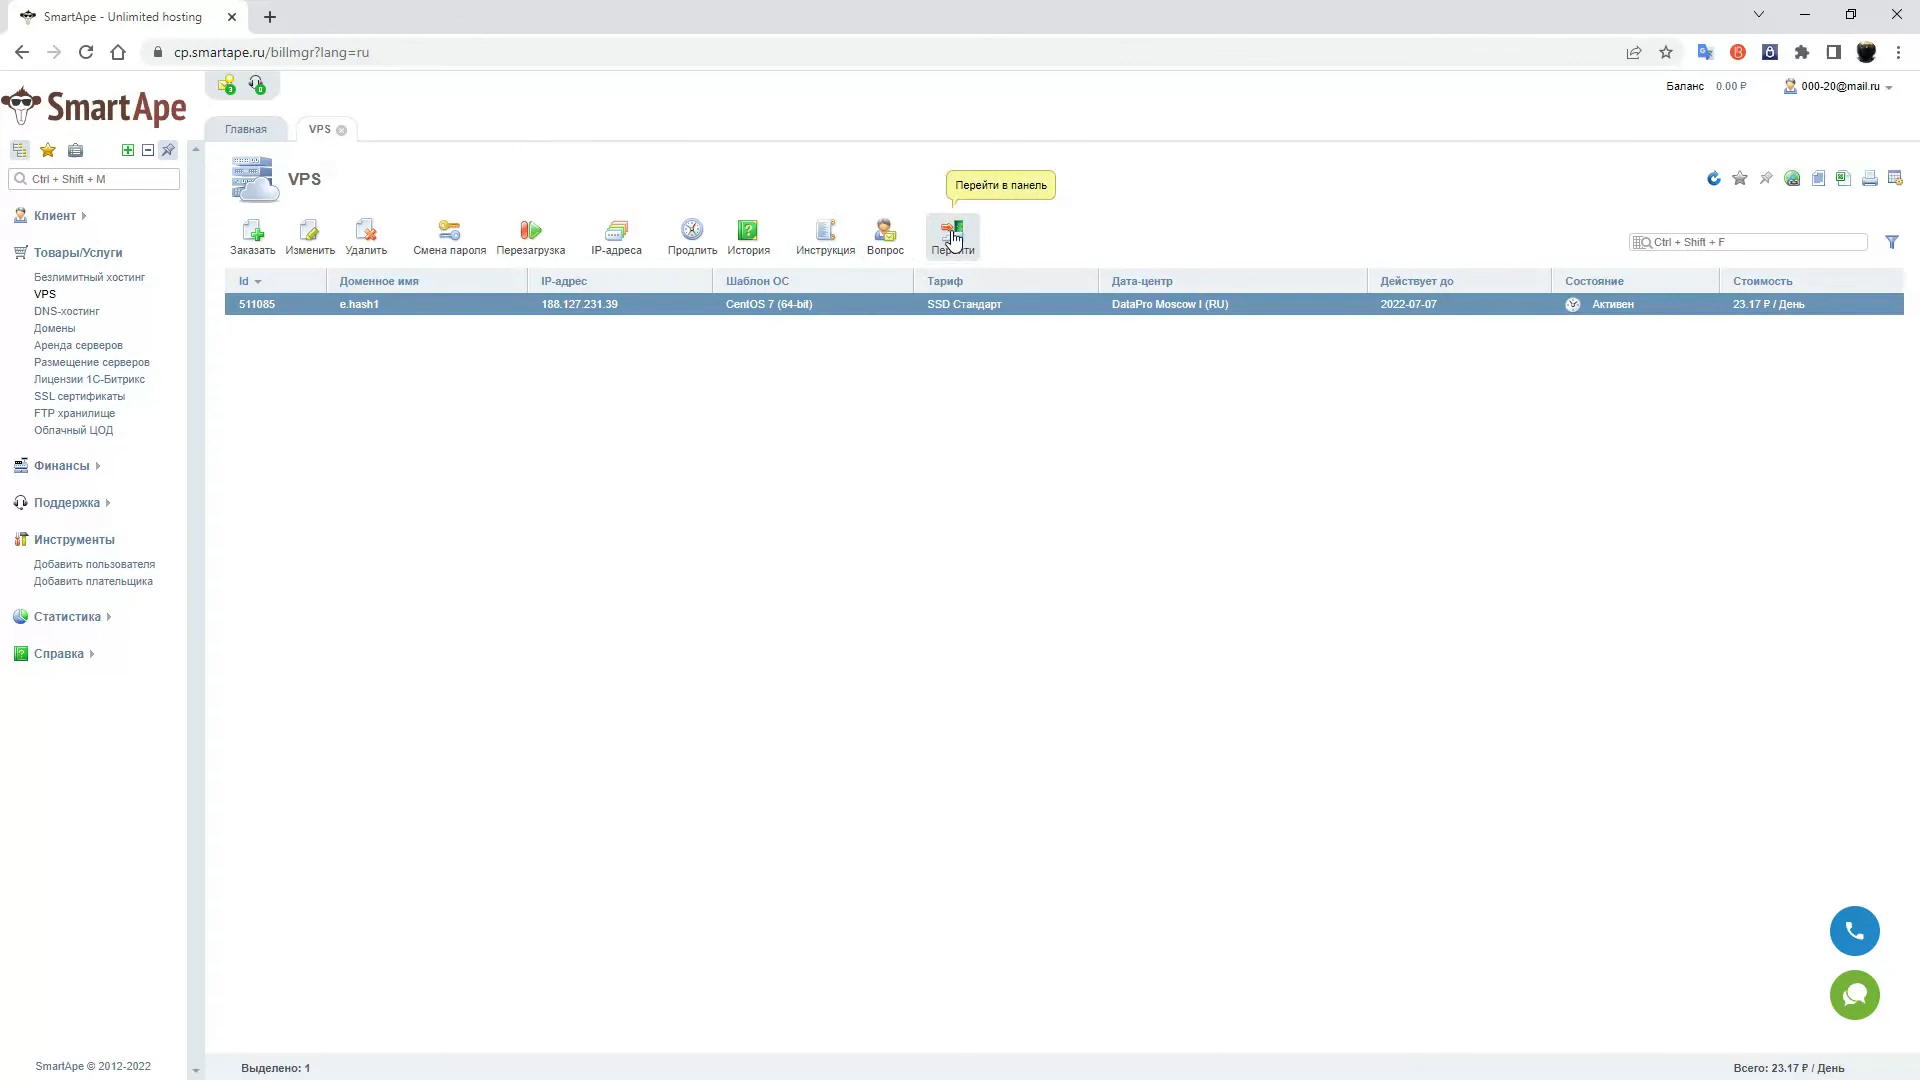 SmartApe - Unlimited hosting
cp.smartape.ru/billmgr?lang=ru
SmartApe
3
0
Баланс 0.00 ₽ 000-20@mail.ru
Главная VPS
Ctrl + Shift + M
VPS
Перейти в панель
Клиент
Товары/Услуги
Безлимитный хостинг
VPS
DNS-хостинг
Домены
Аренда серверов
Размещение серверов
Лицензии 1С-Битрикс
SSL сертификаты
FTP хранилище
Облачный ЦОД
Финансы
Поддержка
Инструменты
Добавить пользователя
Добавить плательщика
Статистика
Справка
Заказать Изменить Удалить Смена пароля Перезагрузка IP-адреса Продлить История Инструкция Вопрос Перейти
Ctrl + Shift + F
Id Доменное имя IP-адрес Шаблон ОС Тариф Дата-центр Действует до Состояние Стоимость
511085 e.hash1 188.127.231.39 CentOS 7 (64-bit) SSD Стандарт DataPro Moscow I (RU) 2022-07-07 Активен 23.17 ₽ / День
SmartApe © 2012-2022
Выделено: 1
Всего: 23.17 ₽ / День